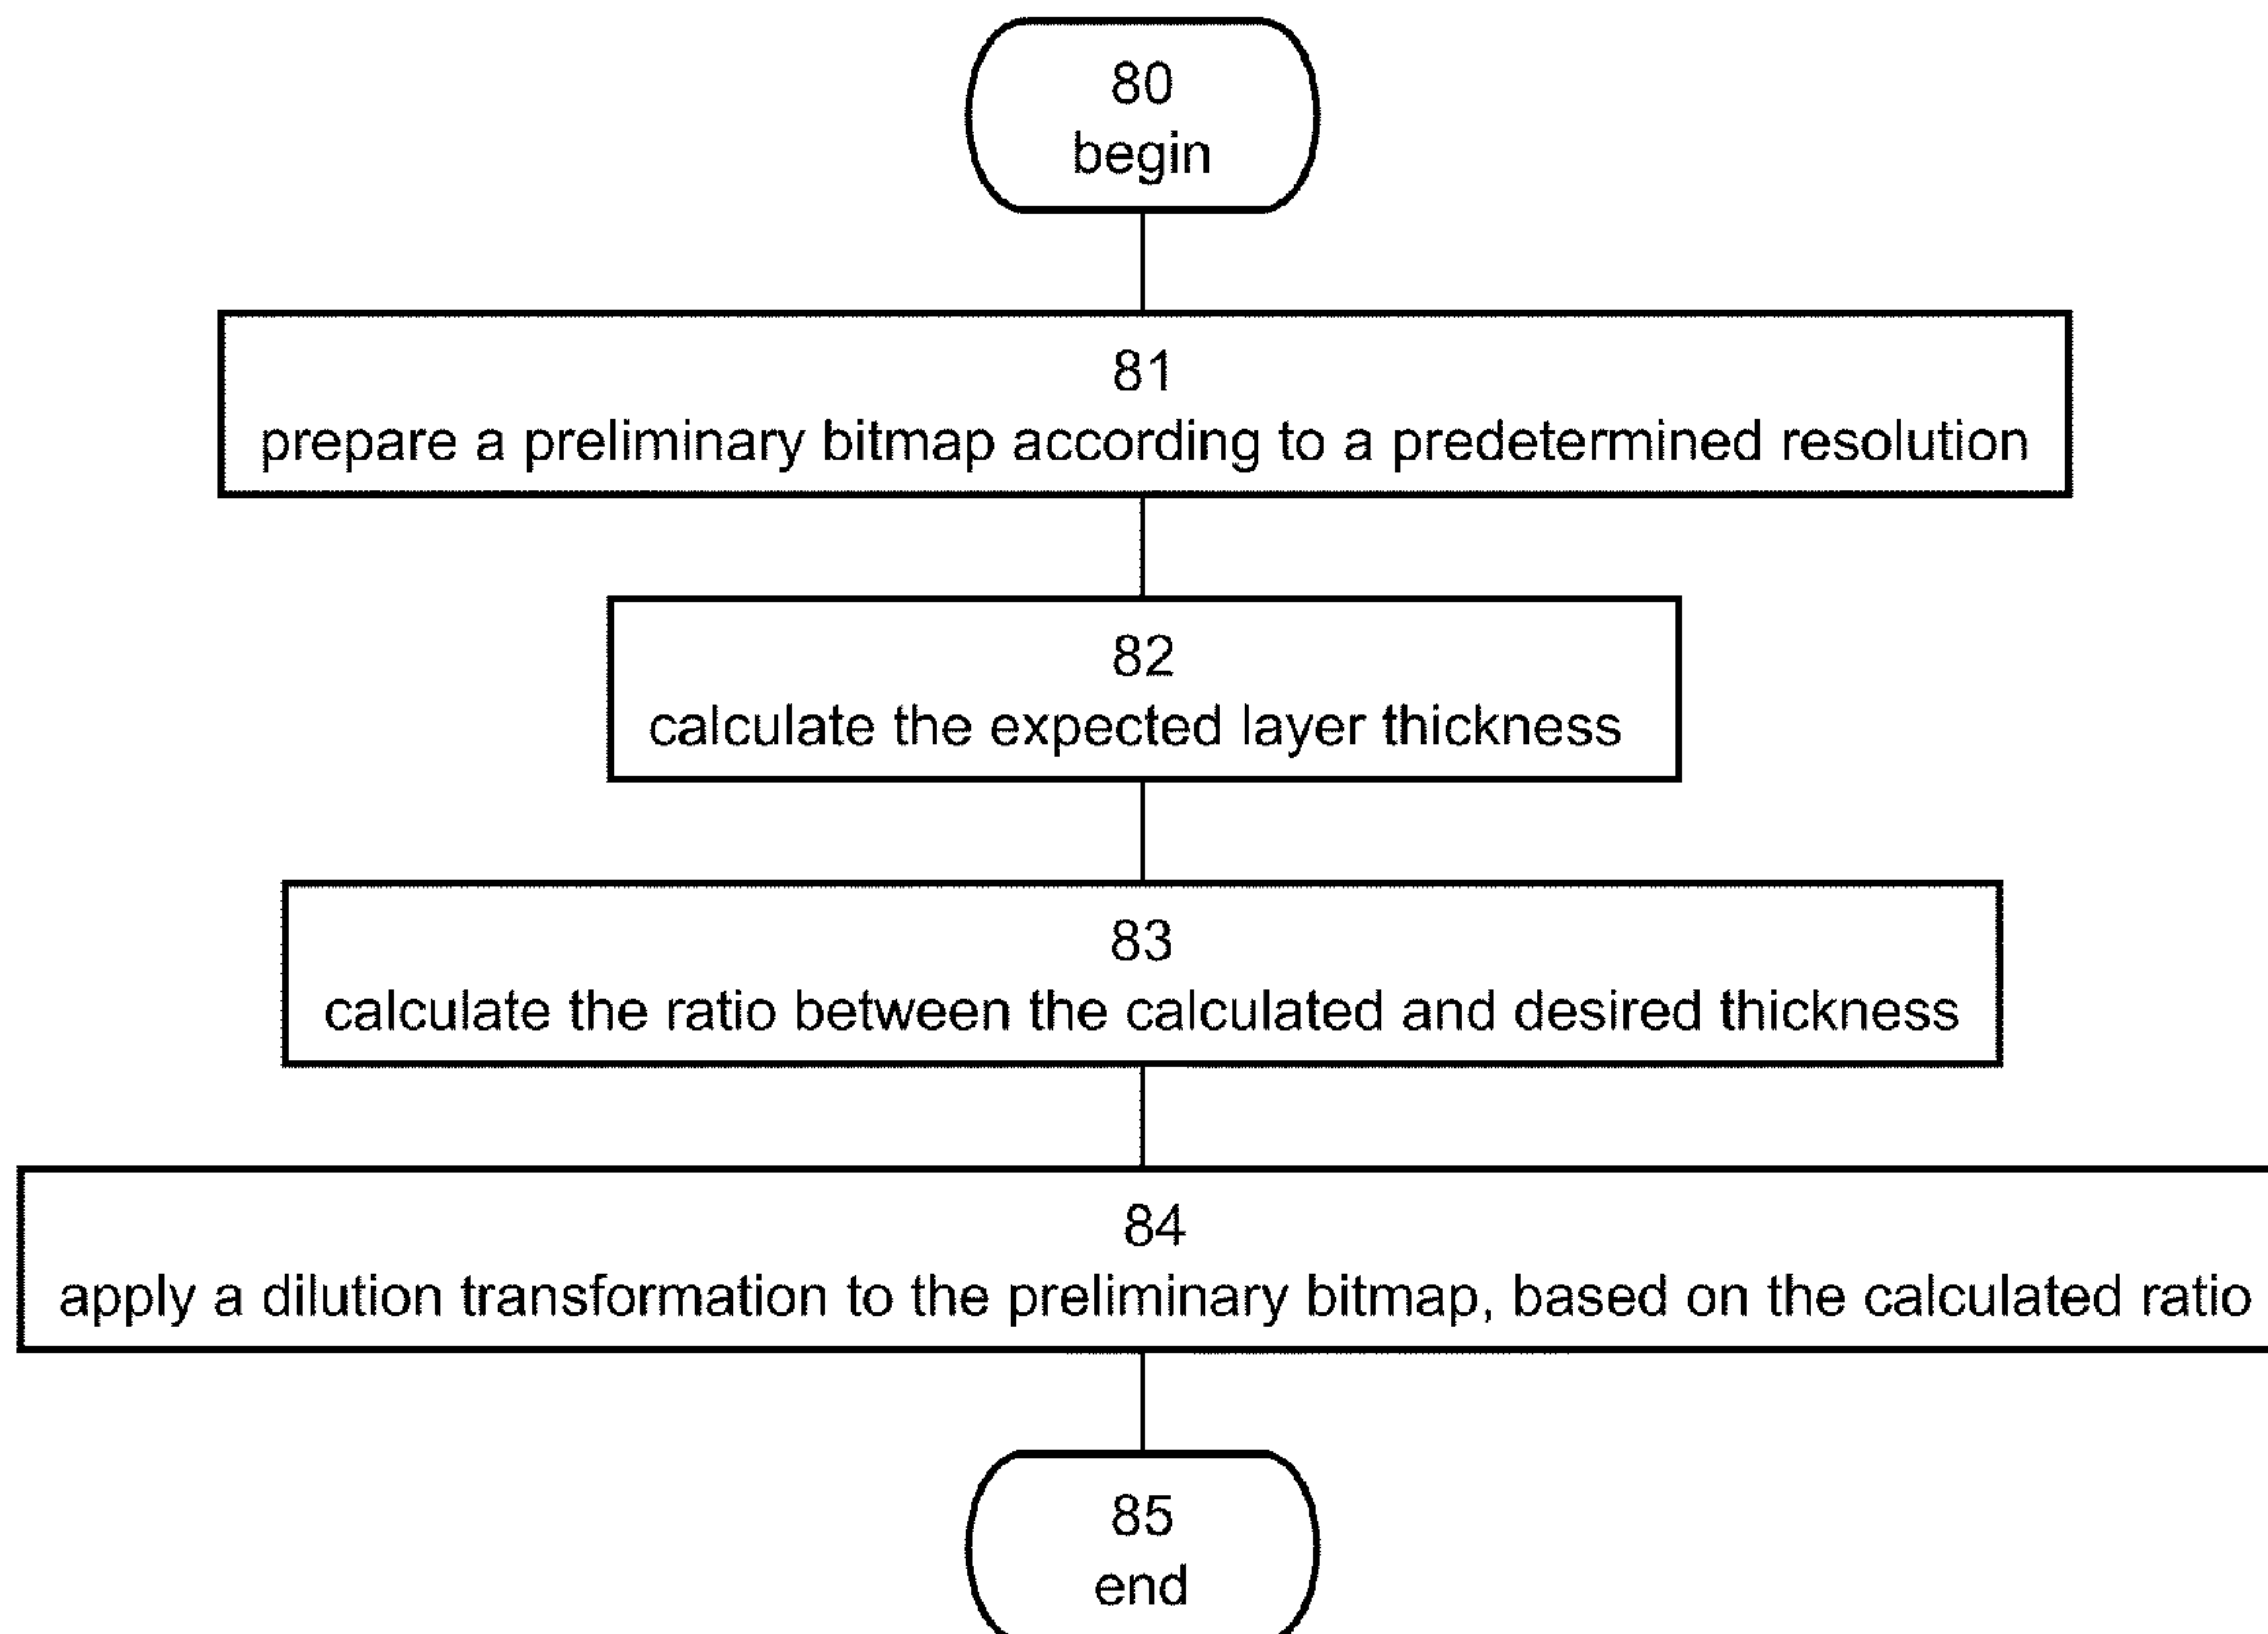 80
begin
81
prepare a preliminary bitmap according to a predetermined resolution
82
calculate the expected layer thickness
83
calculate the ratio between the calculated and desired thickness
84
apply a dilution transformation to the preliminary bitmap, based on the calculated ratio
85
end